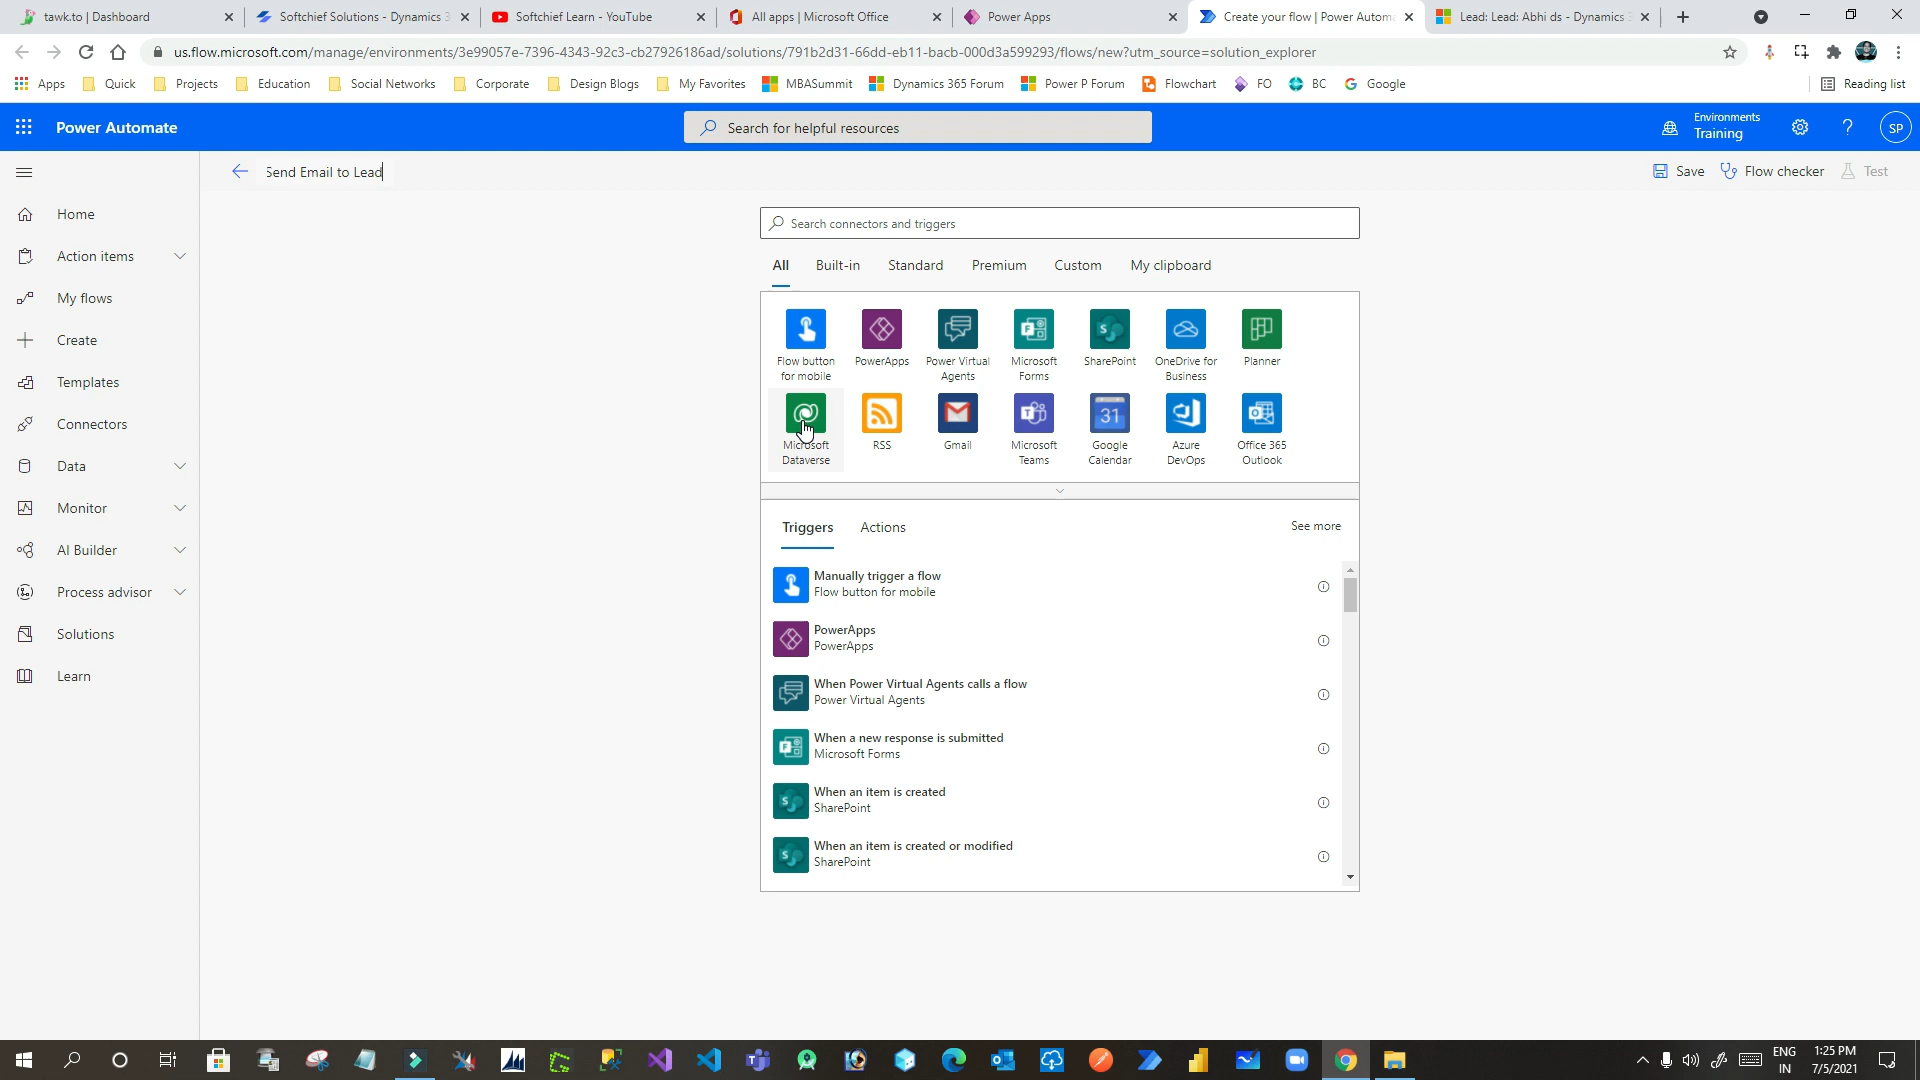 tawk.to | Dashboard
Softchief Solutions - Dynamics 3
Softchief Learn - YouTube
All apps | Microsoft Office
Power Apps
Create your flow | Power Autom
Lead: Lead: Abhi ds - Dynamics
us.flow.microsoft.com/manage/environments/3e99057e-7396-4343-92c3-cb27926186ad/solutions/791b2d31-66dd-eb11-bacb-000d3a599293/flows/new?utm_source=solution_explorer
Apps
Quick
Projects
Education
Social Networks
Corporate
Design Blogs
My Favorites
MBASummit
Dynamics 365 Forum
Power P Forum
Flowchart
FO
BC
Google
Reading list
Power Automate
Search for helpful resources
Environments
Training
SP
Send Email to Lead
Save
Flow checker
Test
Home
Action items
My flows
Create
Templates
Connectors
Data
Monitor
AI Builder
Process advisor
Solutions
Learn
Search connectors and triggers
All
Built-in
Standard
Premium
Custom
My clipboard
Flow button
for mobile
PowerApps
Power Virtual
Agents
Microsoft
Forms
SharePoint
OneDrive for
Business
Planner
Microsoft
Dataverse
RSS
Gmail
Microsoft
Teams
31
Google
Calendar
Azure
DevOps
Office 365
Outlook
Triggers
Actions
See more
Manually trigger a flow
Flow button for mobile
PowerApps
PowerApps
When Power Virtual Agents calls a flow
Power Virtual Agents
When a new response is submitted
Microsoft Forms
When an item is created
SharePoint
When an item is created or modified
SharePoint
ENG
IN
1:25 PM
7/5/2021